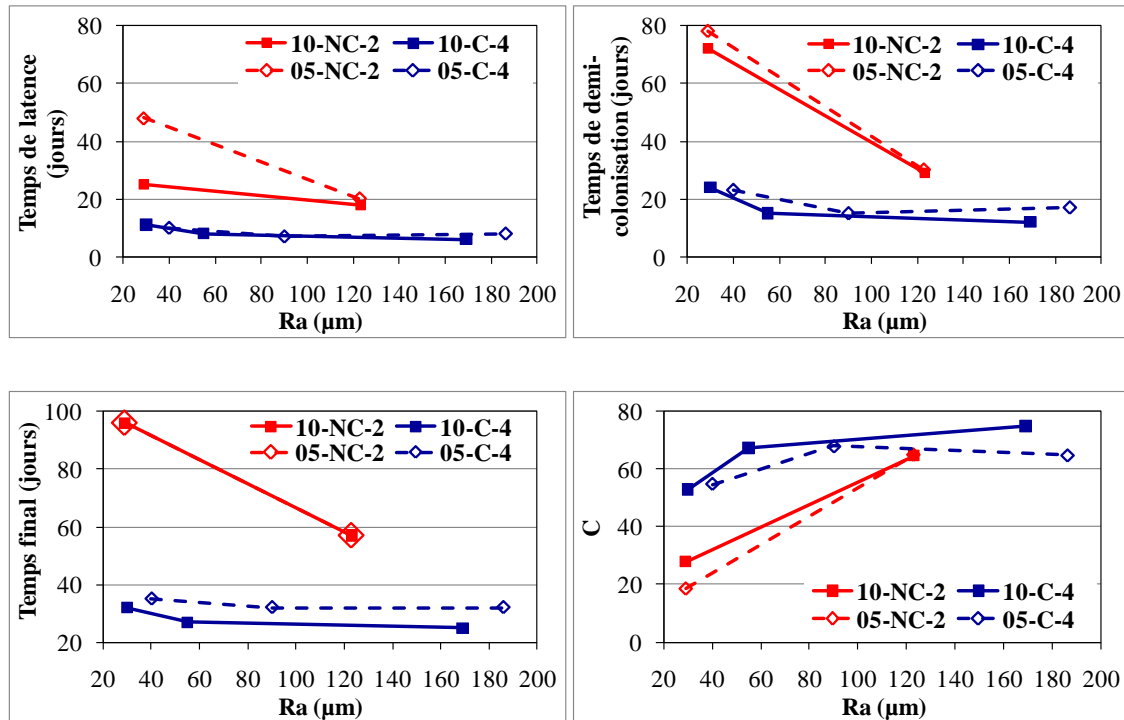 Temps de latence
(jours)
80
60
40
20
0
10-NC-2
10-C-4
05-NC-2
05-C-4
20 40 60 80 100 120 140 160 180 200
Ra (µm)
Temps de demi-
colonisation (jours)
80
60
40
20
0
10-NC-2
10-C-4
05-NC-2
05-C-4
20 40 60 80 100 120 140 160 180 200
Ra (µm)
Temps final (jours)
100
80
60
40
20
10-NC-2
10-C-4
05-NC-2
05-C-4
20 40 60 80 100 120 140 160 180 200
Ra (µm)
C
80
60
40
20
0
10-NC-2
10-C-4
05-NC-2
05-C-4
20 40 60 80 100 120 140 160 180 200
Ra (µm)